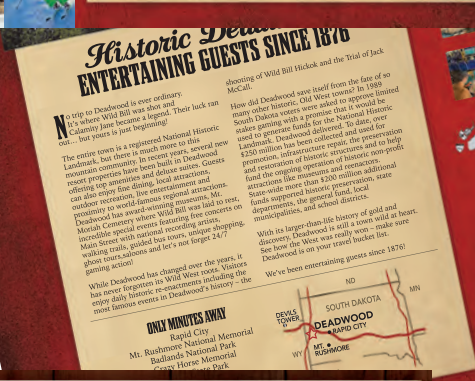 Historic
ENTERTAINING GUESTS SINCE 1876
No trip to Deadwood is ever ordinary.
It's where Wild Bill was shot and
Calamity Jane became a legend. Their luck ran
out... but yours is just beginning!
The entire town is a registered National Historic
Landmark, but there is much more to this
mountain community. In recent years, several new
resort properties have been built in Deadwood
offering top amenities and deluxe suites. Guests
can also enjoy fine dining, local attractions,
outdoor recreation, live entertainment and
proximity to world-famous regional attractions.
Deadwood has award-winning museums, Mt.
Moriah Cemetery where Wild Bill was laid to rest,
incredible special events featuring free concerts on
Main Street with national recording artists,
walking trails, guided bus tours, unique shopping,
ghost tours,saloons and let's not forget 24/7
gaming action!
While Deadwood has changed over the years, it
has never forgotten its Wild West roots. Visitors
enjoy daily historic re-enactments including the
most famous events in Deadwood's history – the
shooting of Wild Bill Hickok and the Trial of Jack
McCall.
How did Deadwood save itself from the fate of so
many other historic, Old West towns? In 1989
South Dakota voters were asked to approve limited
stakes gaming with a promise that it would be
used to generate funds for the National Historic
Landmark. Deadwood delivered. To date, over
$250 million has been collected and used for
promotion, infrastructure repair, the preservation
and restoration of historic structures and to help
fund the ongoing operation of historic non-profit
attractions like museums and reenactors.
State-wide more than $200 million additional
funds supported historic preservation, state
departments, the general fund, local
municipalities, and school districts.
With its larger-than-life history of gold and
discovery, Deadwood is still a town wild at heart.
See how the West was really won – make sure
Deadwood is on your travel bucket list.
We've been entertaining guests since 1876!
ONLY MINUTES AWAY
Rapid City
Mt. Rushmore National Memorial
Badlands National Park
Crazy Horse Memorial
ND
MN
SOUTH DAKOTA
DEVILS
TOWER
DEADWOOD
RAPID CITY
MT.
RUSHMORE
WY